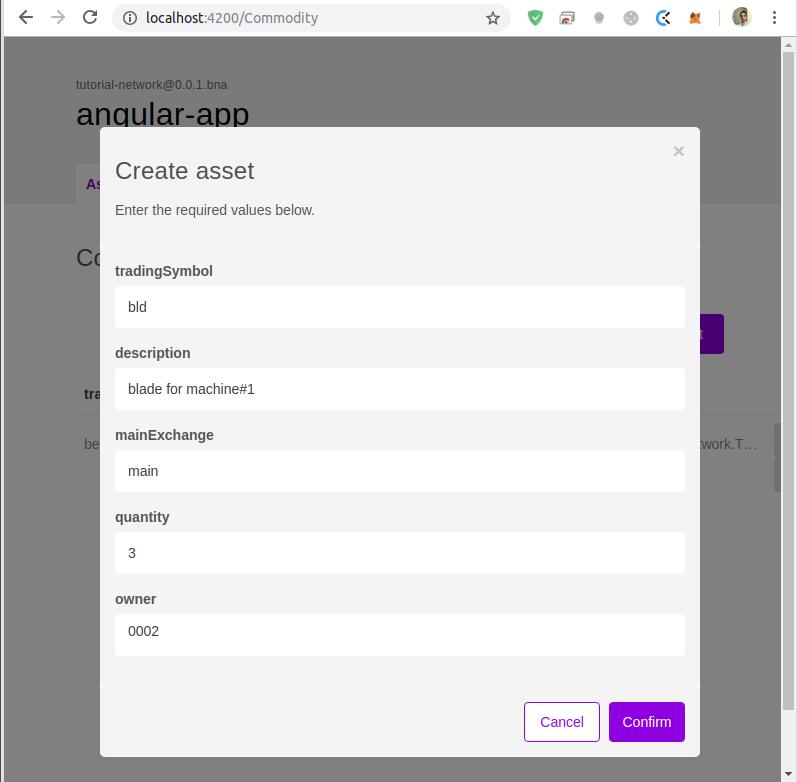 localhost:4200/Commodity
tutorial-network@0.0.1.bna
angular-app
As
Create asset
×
Enter the required values below.
Co
tradingSymbol
bld
description
blade for machine#1
tra
mainExchange
be
twork.T…
main
quantity
3
owner
0002
Cancel
Confirm